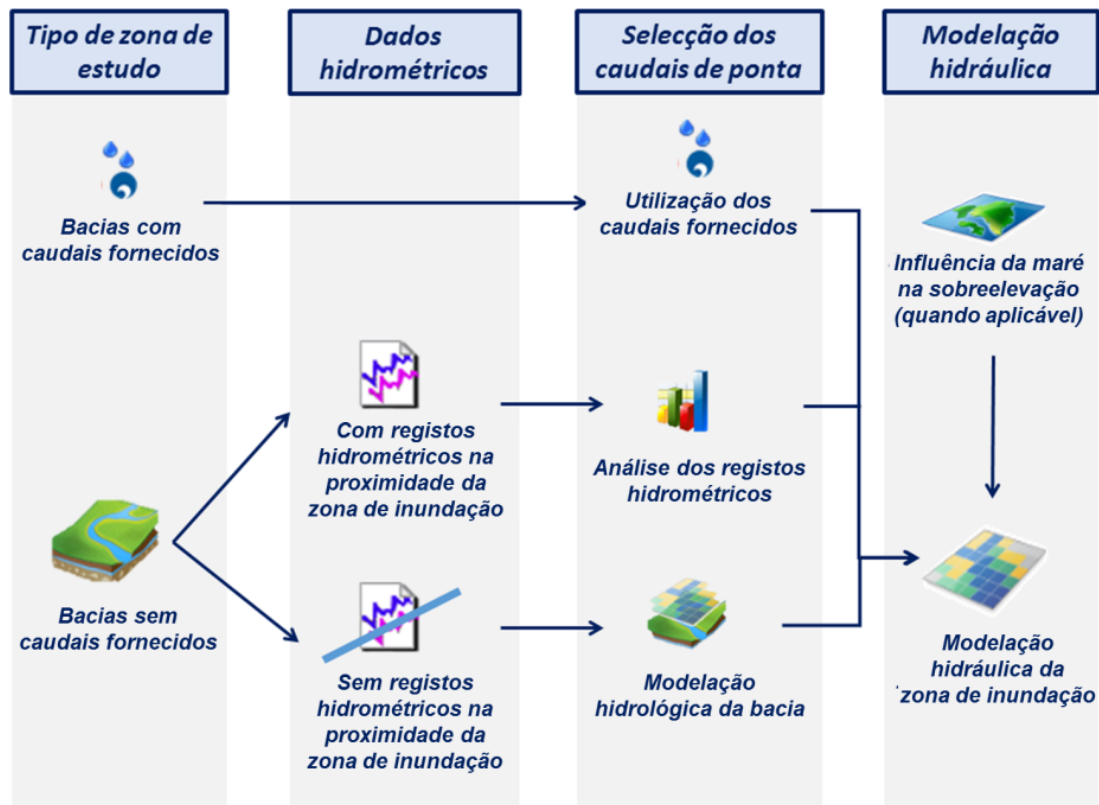 Tipo de zona de
estudo
Dados
hidrométricos
Selecção dos
caudais de ponta
Modelação
hidráulica
Bacias com
caudais fornecidos
Utilização dos
caudais fornecidos
Influência da maré
na sobreelevação
(quando aplicável)
Com registos
hidrométricos na
proximidade da
zona de inundação
Análise dos registos
hidrométricos
Bacias sem
caudais fornecidos
Sem registos
hidrométricos na
proximidade da
zona de inundação
Modelação
hidrológica da bacia
Modelação
hidráulica da
zona de inundação